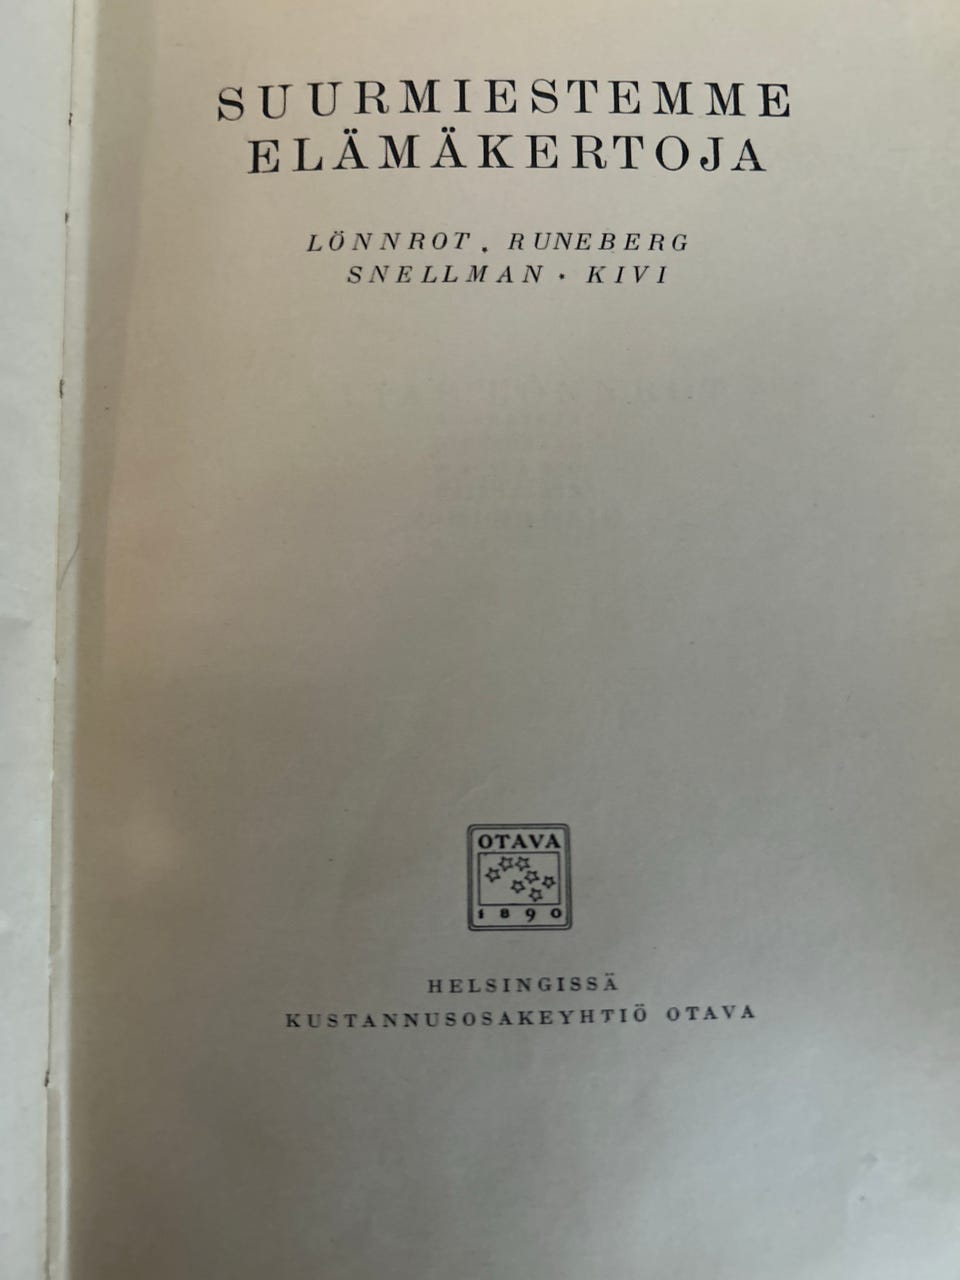 SUURMIESTEMME
ELÄMÄKERTOJA
LÖNNROT . RUNEBERG
SNELLMAN · KIVI
OTAVA
1890
HELSINGISSÄ
KUSTANNUSOSAKEYHTIÖ OTAVA